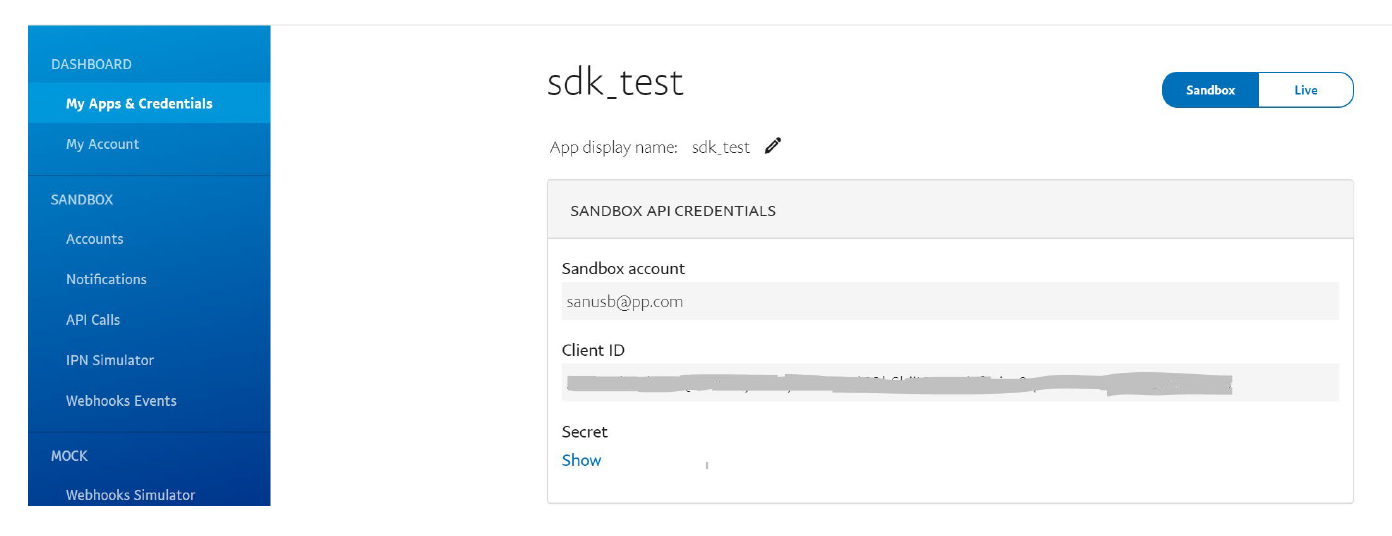 DASHBOARD
My Apps & Credentials
My Account
SANDBOX
Accounts
Notifications
API Calls
IPN Simulator
Webhooks Events
MOCK
Webhooks Simulator
sdk_test
Sandbox Live
App display name: sdk_test
SANDBOX API CREDENTIALS
Sandbox account
sanusb@pp.com
Client ID
Secret
Show